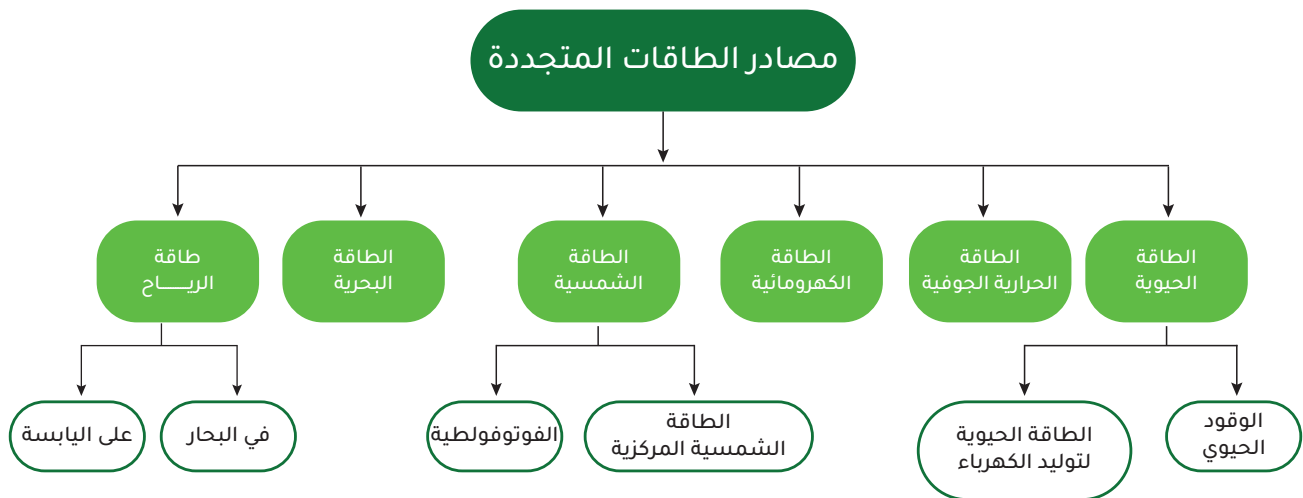 مصادر الطاقات المتجددة
الطاقة
الحيوية
الطاقة
الحرارية الجوفية
الطاقة
الكهرومائية
الطاقة
الشمسية
الطاقة
البحرية
طاقة
الريـــــاح
الوقود
الحيوي
الطاقة الحيوية
لتوليد الكهرباء
الطاقة
الشمسية المركزية
الفوتوفولطية
في البحار
على اليابسة